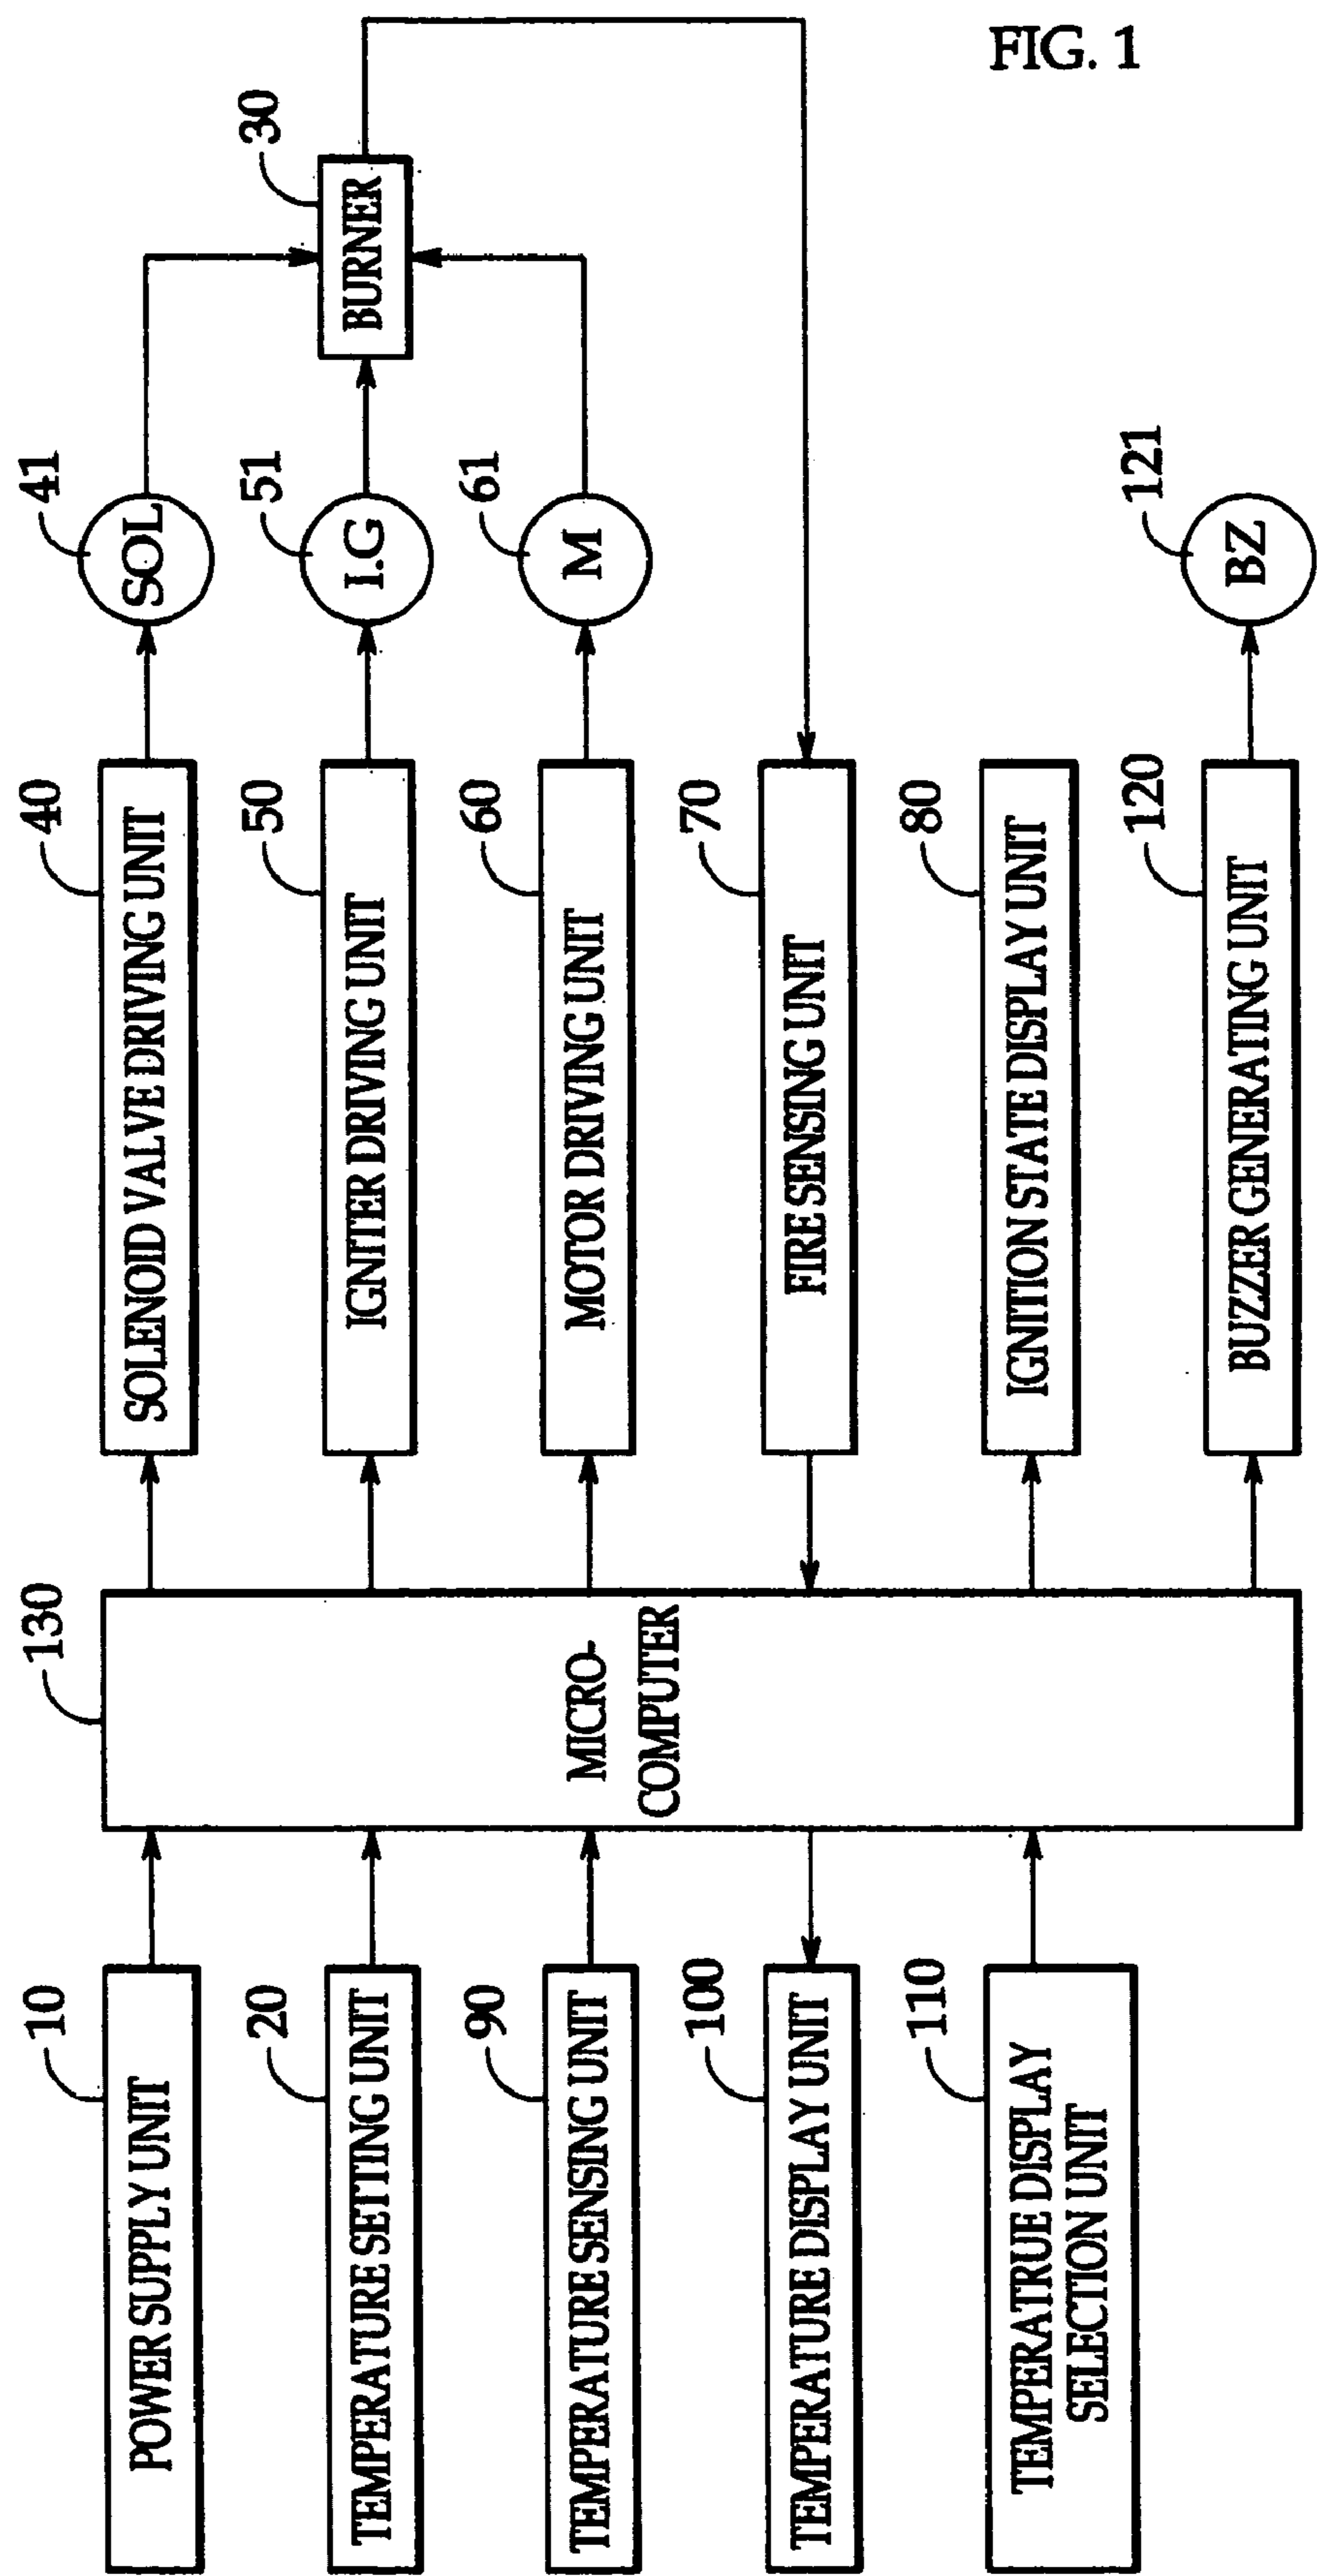 FIG. 1
10
POWER SUPPLY UNIT
20
TEMPERATURE SETTING UNIT
90
TEMPERATURE SENSING UNIT
100
TEMPERATURE DISPLAY UNIT
110
TEMPERATRUE DISPLAY
SELECTION UNIT
130
MICRO-
COMPUTER
40
SOLENOID VALVE DRIVING UNIT
50
IGNITER DRIVING UNIT
60
MOTOR DRIVING UNIT
70
FIRE SENSING UNIT
80
IGNITION STATE DISPLAY UNIT
120
BUZZER GENERATING UNIT
41
SOL
51
I.G
61
M
121
BZ
30
BURNER